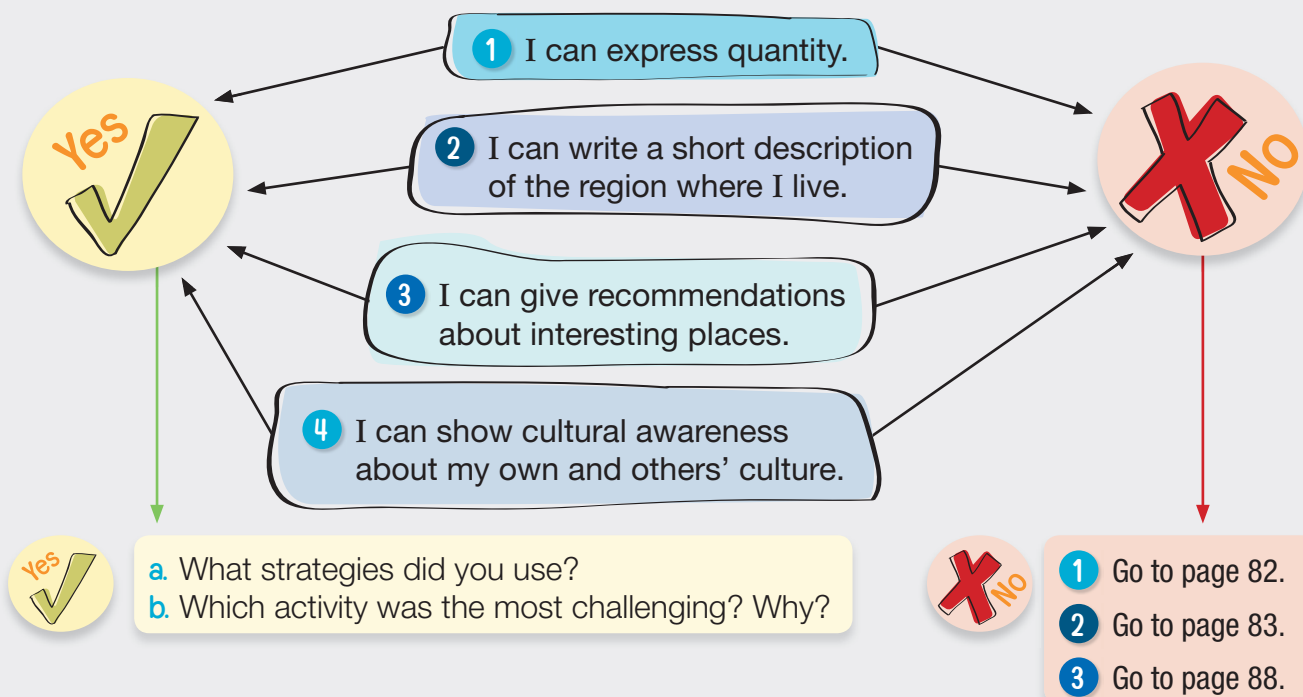 1 I can express quantity.
Yes
No
2 I can write a short description
of the region where I live.
3 I can give recommendations
about interesting places.
4 I can show cultural awareness
about my own and others’ culture.
Yes
a. What strategies did you use?
b. Which activity was the most challenging? Why?
No
1 Go to page 82.
2 Go to page 83.
3 Go to page 88.